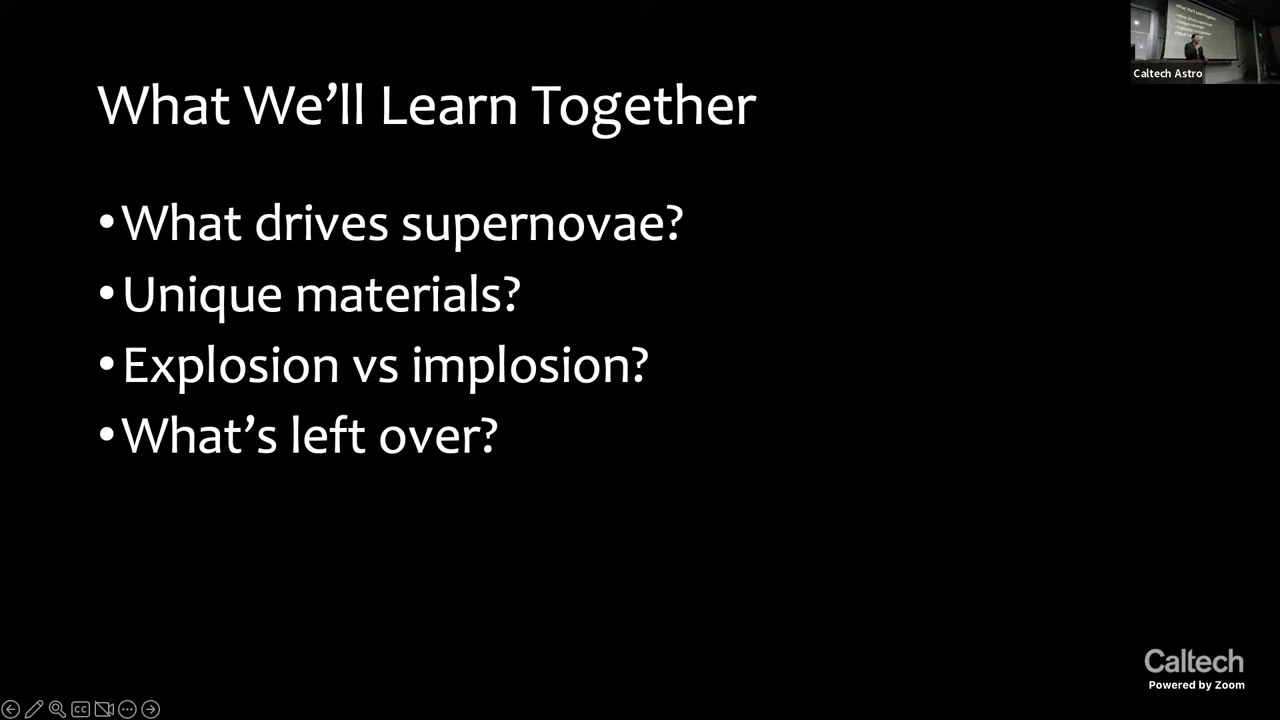 Caltech Astro
What We’ll Learn Together
•What drives supernovae?
•Unique materials?
•Explosion vs implosion?
•What’s left over?
Caltech
Powered by Zoom
CC